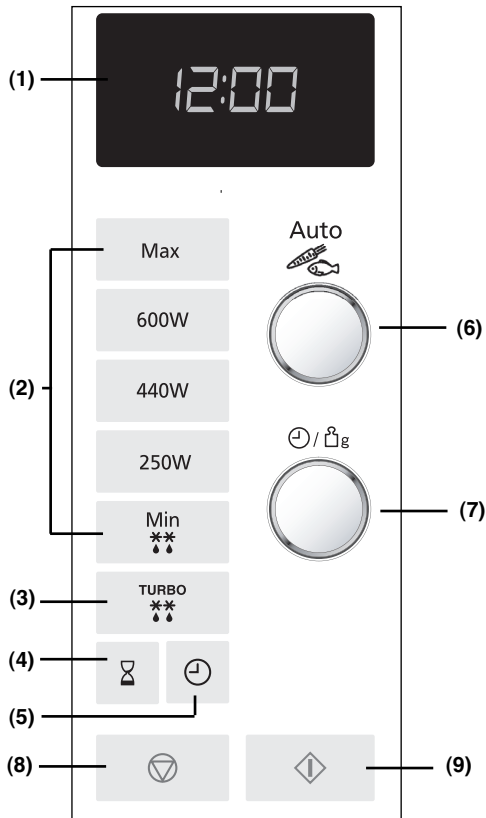 (1)
12:00
Auto
Max
(6)
600W
(2)
440W
/ g
250W
(7)
Min
(3)
TURBO
(4)
(5)
(8)
(9)